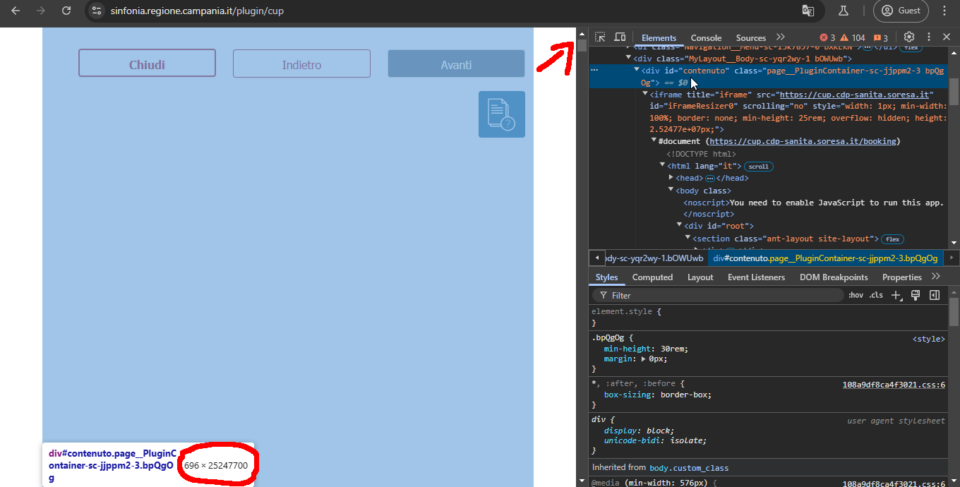 sinfonia.regione.campania.it/plugin/cup
Guest
Chiudi
Indietro
Avanti
div#contenuto.page__PluginC
ontainer-sc-jjppm2-3.bpQgO
g
696 × 25247700
Elements
Console
Sources
3
104
3
<div class="MyLayout__Body-sc-yqr2wy-1 bOWUwb">
<div id="contenuto" class="page__PluginContainer-sc-jjppm2-3 bpQg
Og"> == $0
<iframe title="iframe" src="https://cup.cdp-sanita.soresa.it"
id="iFrameResizer0" scrolling="no" style="width: 1px; min-width:
100%; border: none; min-height: 25rem; overflow: hidden; height:
2.52477e+07px;">
#document (https://cup.cdp-sanita.soresa.it/booking)
<!DOCTYPE html>
<html lang="it"> scroll
<head> </head>
<body class>
<noscript>You need to enable JavaScript to run this app.
</noscript>
<div id="root">
<section class="ant-layout site-layout"> flex
ody-sc-yqr2wy-1.bOWUwb
div#contenuto.page__PluginContainer-sc-jjppm2-3.bpQgOg
Styles
Computed
Layout
Event Listeners
DOM Breakpoints
Properties
Filter
:hov
.cls
element.style {
}
.bpQgOg {
<style>
min-height: 30rem;
margin: 0px;
}
*, :after, :before {
108a9df8ca4f3021.css:6
box-sizing: border-box;
}
div {
user agent stylesheet
display: block;
unicode-bidi: isolate;
}
Inherited from body.custom_class
@media (min-width: 576px)
108a9df8ca4f3021.css:6